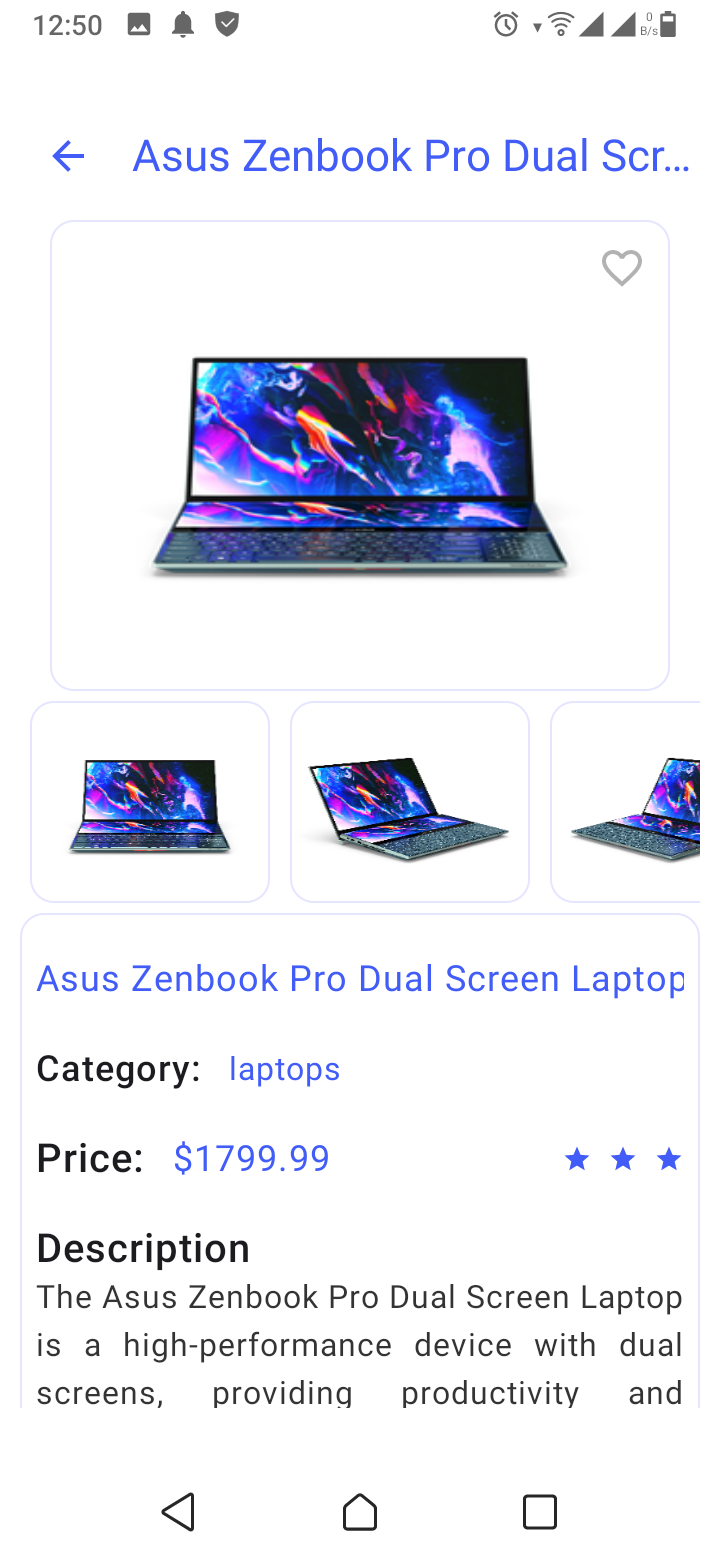 12:50
0
B/s
Asus Zenbook Pro Dual Scr...
Asus Zenbook Pro Dual Screen Laptop
Category: laptops
Price: $1799.99
Description
The Asus Zenbook Pro Dual Screen Laptop
is a high-performance device with dual
screens, providing productivity and